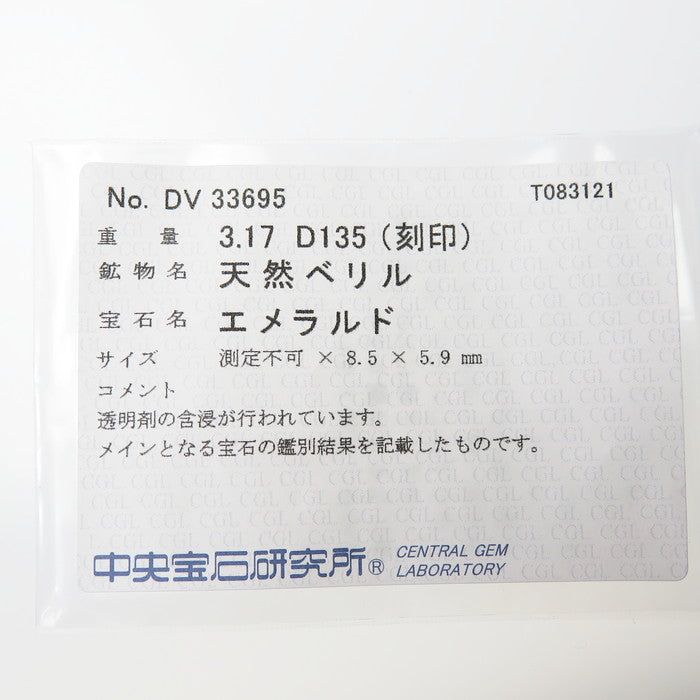 No. DV 33695 T083121
重量 3.17 D135 (刻印)
鉱物名 天然ベリル
宝石名 エメラルド
サイズ 測定不可 × 8.5 × 5.9 mm
コメント
透明剤の含浸が行われています。
メインとなる宝石の鑑別結果を記載したものです。
中央宝石研究所® CENTRAL GEM
LABORATORY